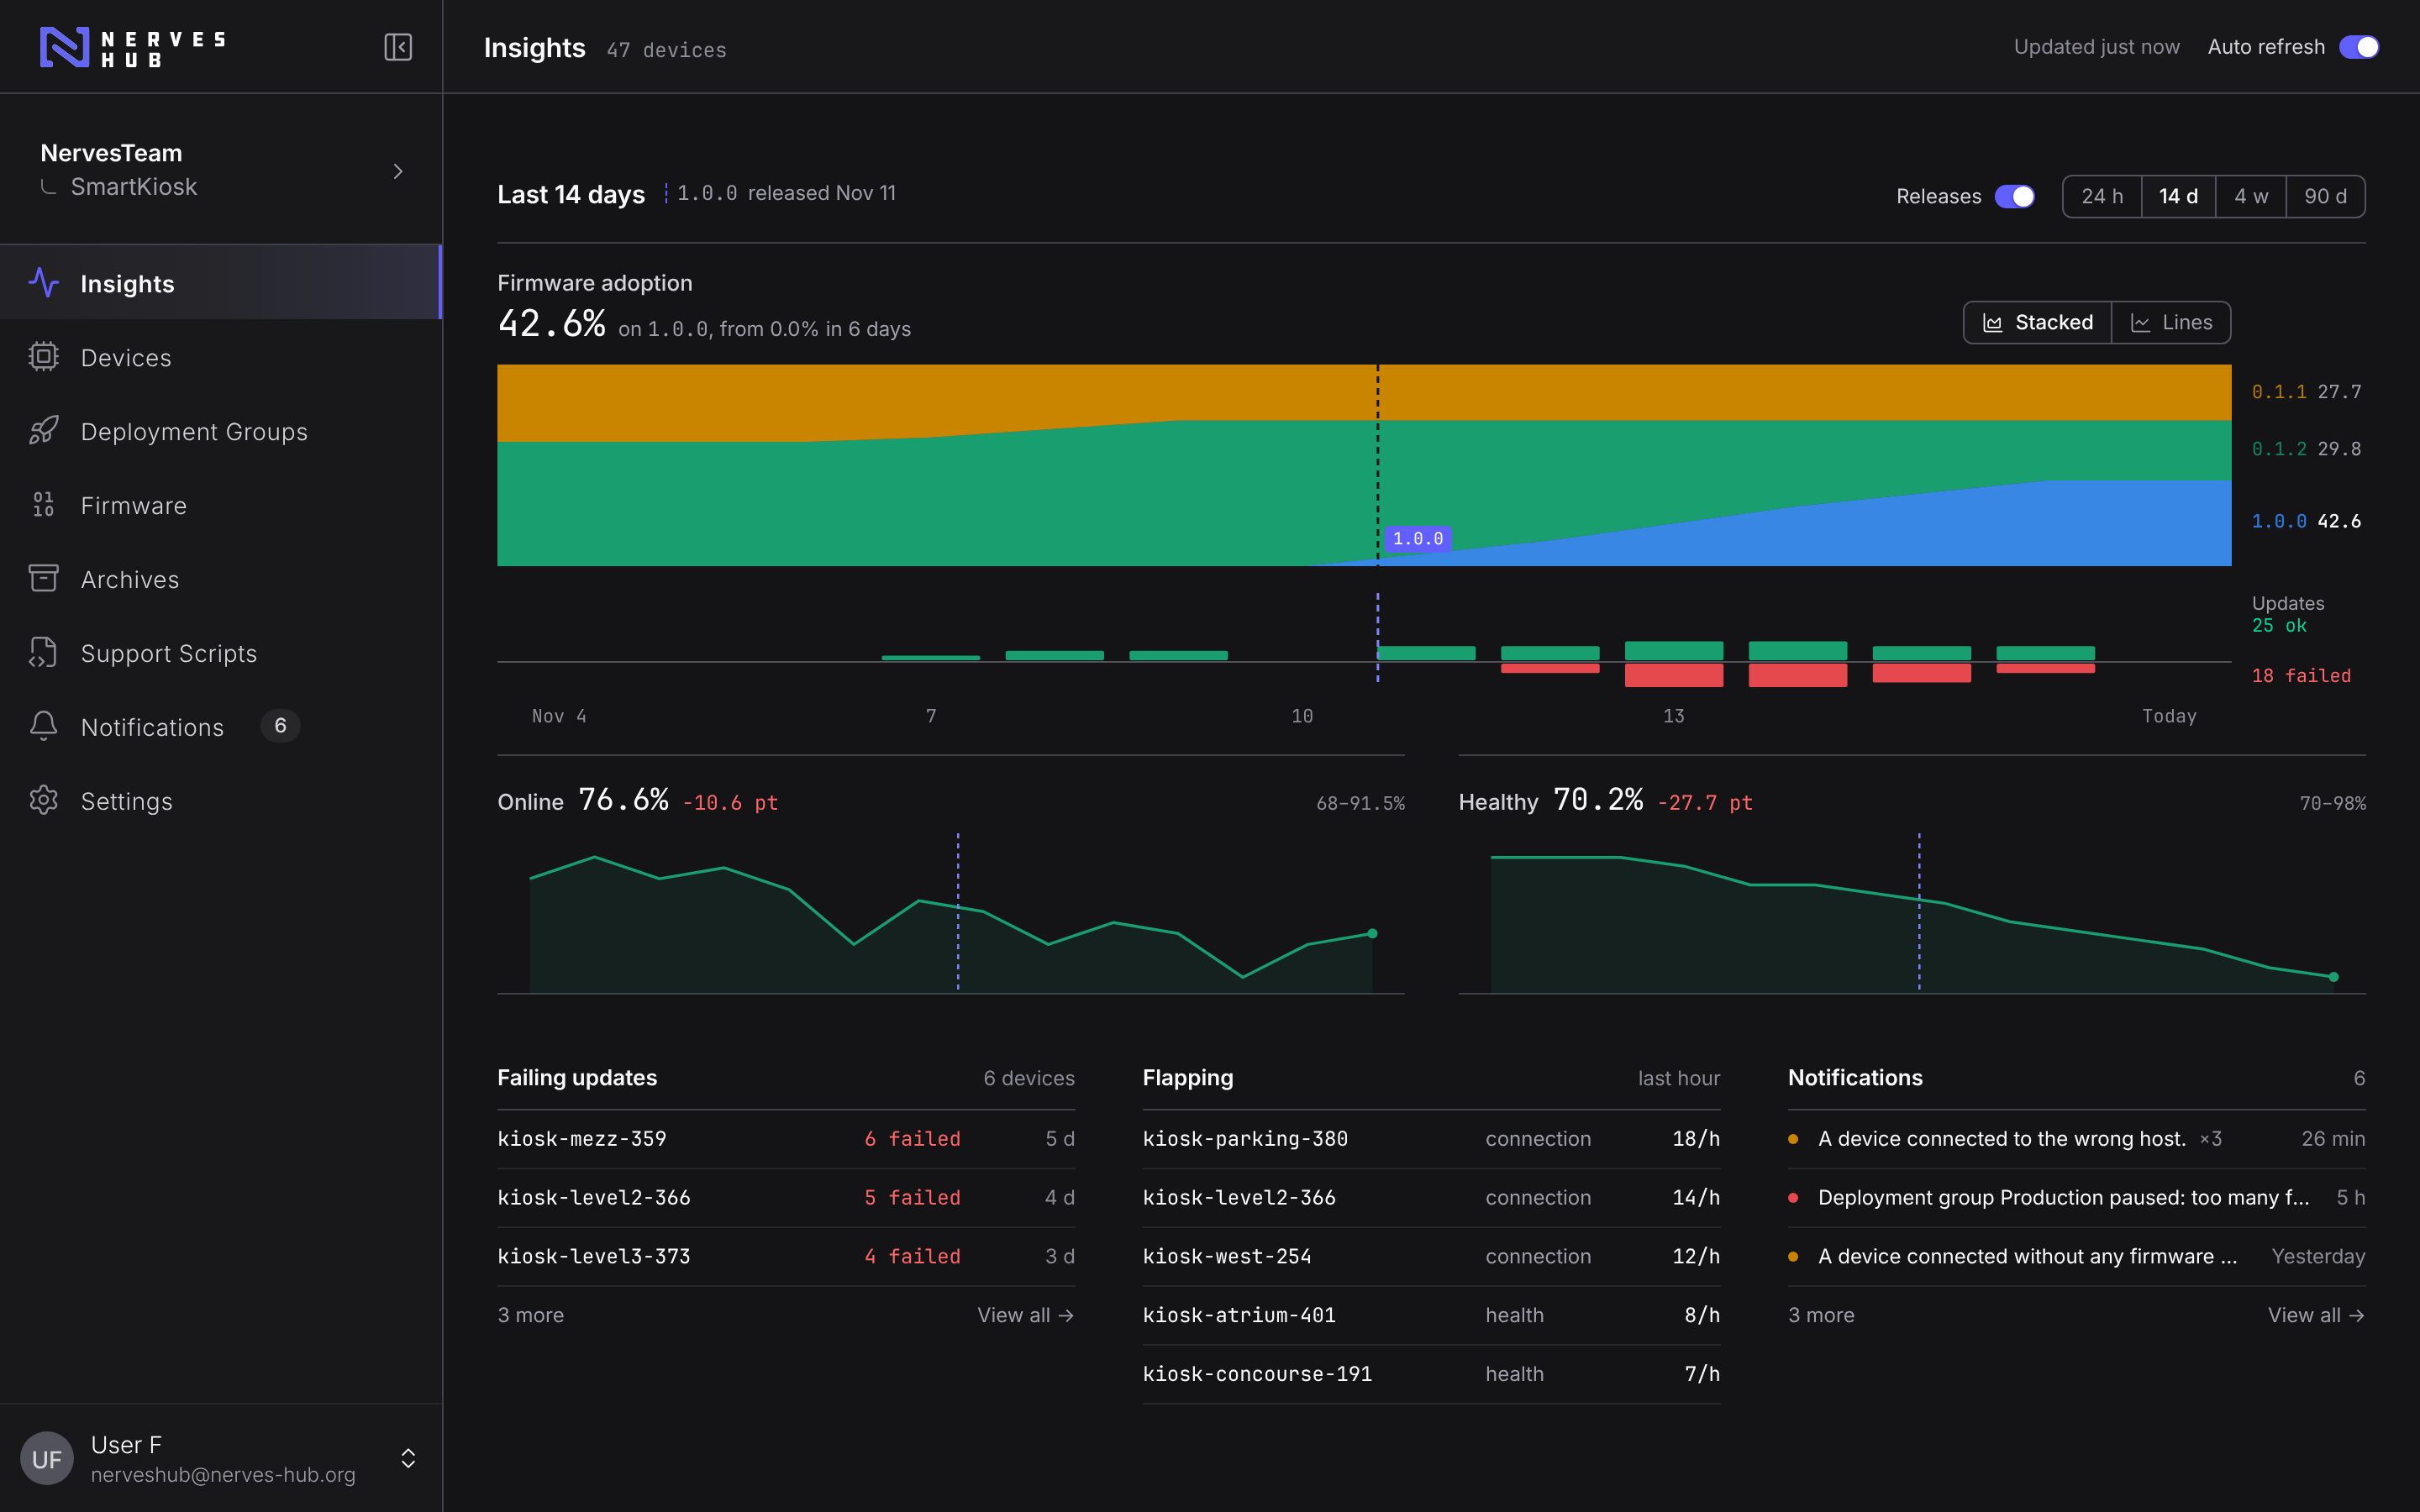 NERVES
HUB
Insights 47 devices
Updated just now Auto refresh
NervesTeam
SmartKiosk
Insights
Devices
Deployment Groups
01
10
Firmware
Archives
Support Scripts
Notifications 6
Settings
UF
User F
nerveshub@nerves-hub.org
Last 14 days 1.0.0 released Nov 11
Releases 24 h 14 d 4 w 90 d
Firmware adoption
42.6% on 1.0.0, from 0.0% in 6 days
Stacked Lines
0.1.1 27.7
0.1.2 29.8
1.0.0 42.6
1.0.0
Updates
25 ok
18 failed
Nov 4 7 10 13 Today
Online 76.6% -10.6 pt 68–91.5%
Healthy 70.2% -27.7 pt 70–98%
Failing updates 6 devices
kiosk-mezz-359 6 failed 5 d
kiosk-level2-366 5 failed 4 d
kiosk-level3-373 4 failed 3 d
3 more View all →
Flapping last hour
kiosk-parking-380 connection 18/h
kiosk-level2-366 connection 14/h
kiosk-west-254 connection 12/h
kiosk-atrium-401 health 8/h
kiosk-concourse-191 health 7/h
Notifications 6
A device connected to the wrong host. ×3 26 min
Deployment group Production paused: too many f... 5 h
A device connected without any firmware ... Yesterday
3 more View all →